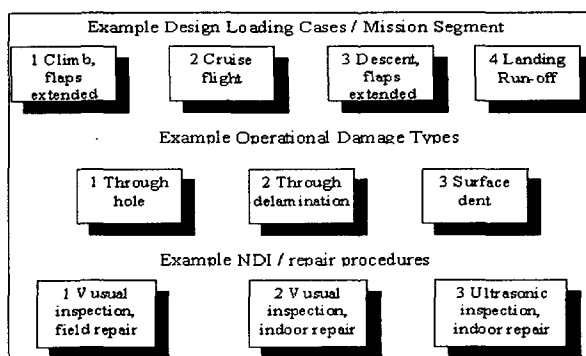 Example Design Loading Cases / Mission Segment
1 Climb, flaps extended
2 Cruise flight
3 Descent, flaps extended
4 Landing Run-off
Example Operational Damage Types
1 Through hole
2 Through delamination
3 Surface dent
Example NDI / repair procedures
1 Vusual inspection, field repair
2 Vusual inspection, indoor repair
3 Ultrasonic inspection, indoor repair